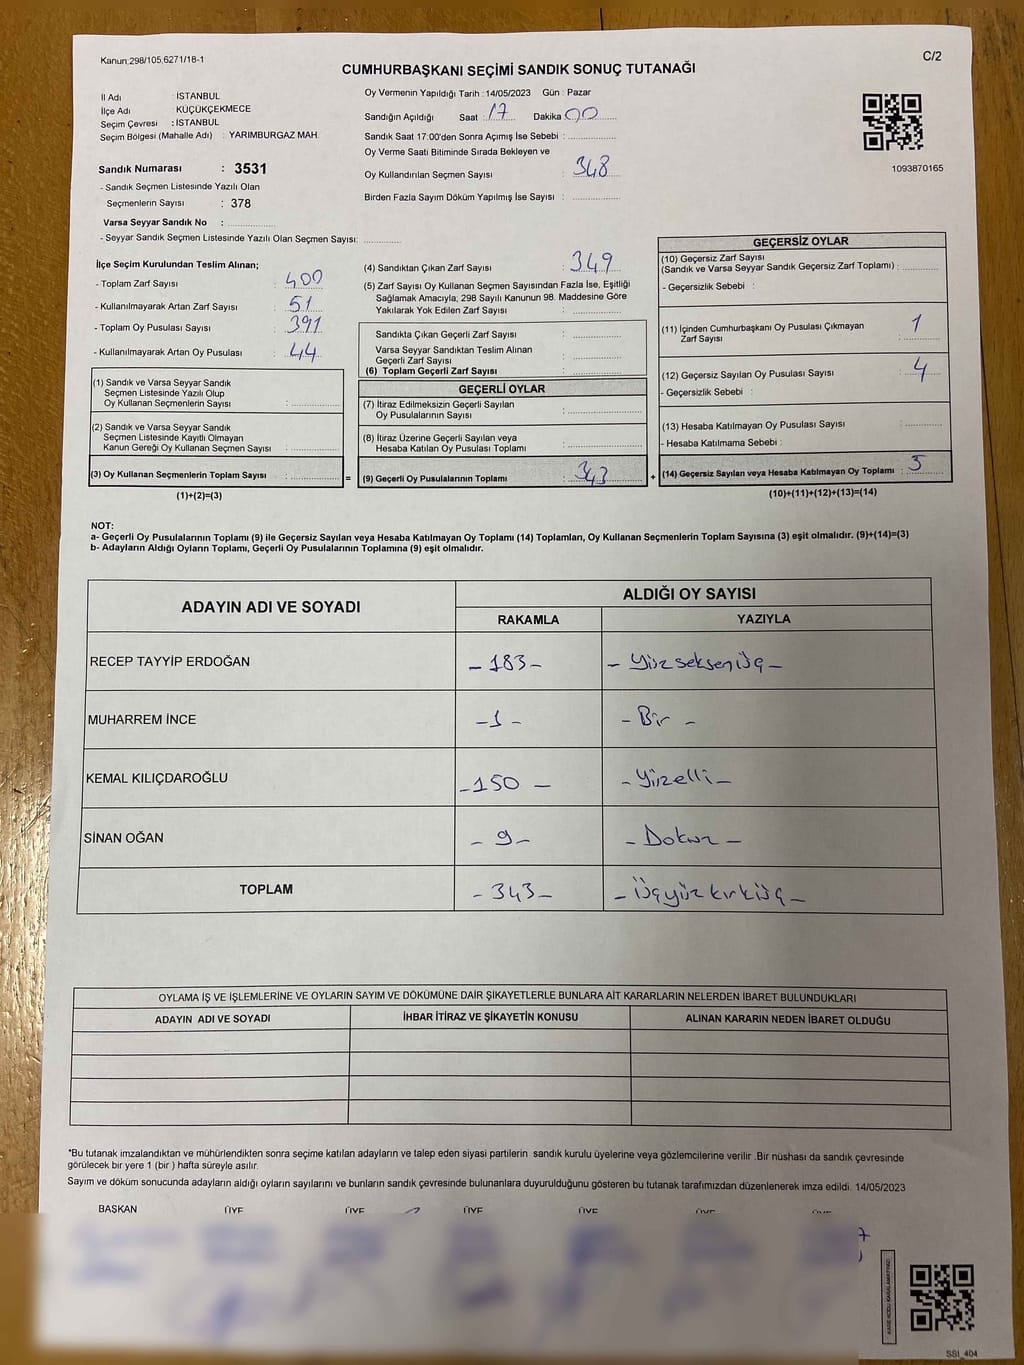 Kanun;298/105,6271/18-1
C/2
CUMHURBAŞKANI SEÇİMİ SANDIK SONUÇ TUTANAĞI
İl Adı : İSTANBUL
İlçe Adı : KÜÇÜKÇEKMECE
Seçim Çevresi : İSTANBUL
Seçim Bölgesi (Mahalle Adı) : YARIMBURGAZ MAH.
Sandık Numarası : 3531
- Sandık Seçmen Listesinde Yazılı Olan
Seçmenlerin Sayısı : 378
Varsa Seyyar Sandık No :
- Seyyar Sandık Seçmen Listesinde Yazılı Olan Seçmen Sayısı:
Oy Vermenin Yapıldığı Tarih : 14/05/2023 Gün : Pazar
Sandığın Açıldığı Saat : 17 Dakika 00
Sandık Saat 17:00'den Sonra Açımış İse Sebebi :
Oy Verme Saati Bitiminde Sırada Bekleyen ve
Oy Kullandırılan Seçmen Sayısı : 348
Birden Fazla Sayım Döküm Yapılmış İse Sayısı :
1093870165
İlçe Seçim Kurulundan Teslim Alınan;
- Toplam Zarf Sayısı : 400
- Kullanılmayarak Artan Zarf Sayısı : 51
- Toplam Oy Pusulası Sayısı : 391
- Kullanılmayarak Artan Oy Pusulası : 44
(1) Sandık ve Varsa Seyyar Sandık
Seçmen Listesinde Yazılı Olup
Oy Kullanan Seçmenlerin Sayısı :
(2) Sandık ve Varsa Seyyar Sandık
Seçmen Listesinde Kayıtlı Olmayan
Kanun Gereği Oy Kullanan Seçmen Sayısı :
(3) Oy Kullanan Seçmenlerin Toplam Sayısı : =
(1)+(2)=(3)
(4) Sandıktan Çıkan Zarf Sayısı : 349
(5) Zarf Sayısı Oy Kullanan Seçmen Sayısından Fazla İse, Eşitliği
Sağlamak Amacıyla; 298 Sayılı Kanunun 98. Maddesine Göre
Yakılarak Yok Edilen Zarf Sayısı :
Sandıkta Çıkan Geçerli Zarf Sayısı :
Varsa Seyyar Sandıktan Teslim Alınan
Geçerli Zarf Sayısı :
(6) Toplam Geçerli Zarf Sayısı :
GEÇERLİ OYLAR
(7) İtiraz Edilmeksizin Geçerli Sayılan
Oy Pusulalarının Sayısı :
(8) İtiraz Üzerine Geçerli Sayılan veya
Hesaba Katılan Oy Pusulası Toplamı :
(9) Geçerli Oy Pusulalarının Toplamı : 343 +
GEÇERSİZ OYLAR
(10) Geçersiz Zarf Sayısı
(Sandık ve Varsa Seyyar Sandık Geçersiz Zarf Toplamı) :
- Geçersizlik Sebebi :
(11) İçinden Cumhurbaşkanı Oy Pusulası Çıkmayan
Zarf Sayısı : 1
(12) Geçersiz Sayılan Oy Pusulası Sayısı : 4
- Geçersizlik Sebebi :
(13) Hesaba Katılmayan Oy Pusulası Sayısı :
- Hesaba Katılmama Sebebi :
(14) Geçersiz Sayılan veya Hesaba Katılmayan Oy Toplamı : 5
(10)+(11)+(12)+(13)=(14)
NOT:
a- Geçerli Oy Pusulalarının Toplamı (9) ile Geçersiz Sayılan veya Hesaba Katılmayan Oy Toplamı (14) Toplamları, Oy Kullanan Seçmenlerin Toplam Sayısına (3) eşit olmalıdır. (9)+(14)=(3)
b- Adayların Aldığı Oyların Toplamı, Geçerli Oy Pusulalarının Toplamına (9) eşit olmalıdır.
ADAYIN ADI VE SOYADI
ALDIĞI OY SAYISI
RAKAMLA YAZIYLA
RECEP TAYYİP ERDOĞAN - 183 - - Yüzseksenüç -
MUHARREM İNCE - 1 - - Bir -
KEMAL KILIÇDAROĞLU - 150 - - Yüzelli -
SİNAN OĞAN - 9 - - Dokuz -
TOPLAM - 343 - - Üçyüzkırküç -
OYLAMA İŞ VE İŞLEMLERİNE VE OYLARIN SAYIM VE DÖKÜMÜNE DAİR ŞİKAYETLERLE BUNLARA AİT KARARLARIN NELERDEN İBARET BULUNDUKLARI
ADAYIN ADI VE SOYADI İHBAR İTİRAZ VE ŞİKAYETİN KONUSU ALINAN KARARIN NEDEN İBARET OLDUĞU
*Bu tutanak imzalandıktan ve mühürlendikten sonra seçime katılan adayların ve talep eden siyasi partilerin sandık kurulu üyelerine veya gözlemcilerine verilir .Bir nüshası da sandık çevresinde
görülecek bir yere 1 (bir ) hafta süreyle asılır.
Sayım ve döküm sonucunda adayların aldığı oyların sayılarını ve bunların sandık çevresinde bulunanlara duyurulduğunu gösteren bu tutanak tarafımızdan düzenlenerek imza edildi. 14/05/2023
BAŞKAN ÜYE ÜYE ÜYE ÜYE ÜYE ÜYE
SSI_404